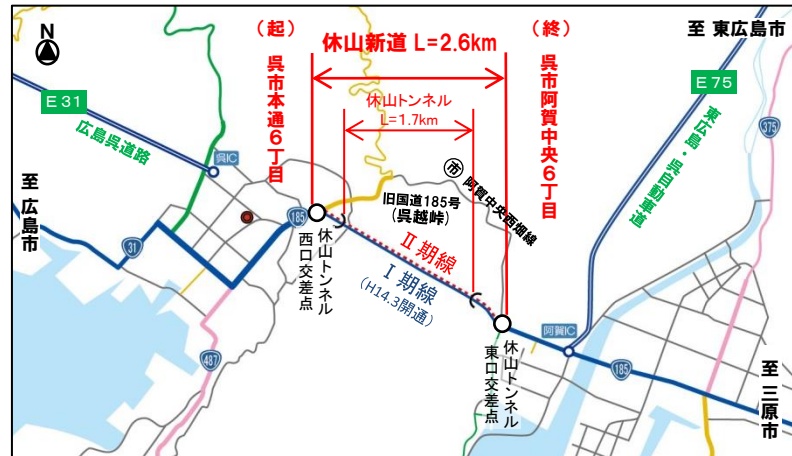 N
(起)
呉市本通6丁目
休山新道 L=2.6km
(終)
呉市阿賀中央6丁目
至 東広島市
休山トンネル
L=1.7km
E31
広島呉道路
呉IC
E75
東広島・呉自動車道
375
至 広島市
市
阿賀中央西畑線
旧国道185号
(呉越峠)
185
31
休山トンネル
西口交差点
Ⅱ期線
Ⅰ期線
(H14.3開通)
487
休山トンネル
東口交差点
阿賀IC
185
至 三原市